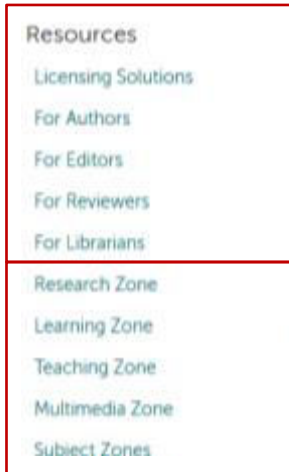 Resources
Licensing Solutions
For Authors
For Editors
For Reviewers
For Librarians
Research Zone
Learning Zone
Teaching Zone
Multimedia Zone
Subject Zones